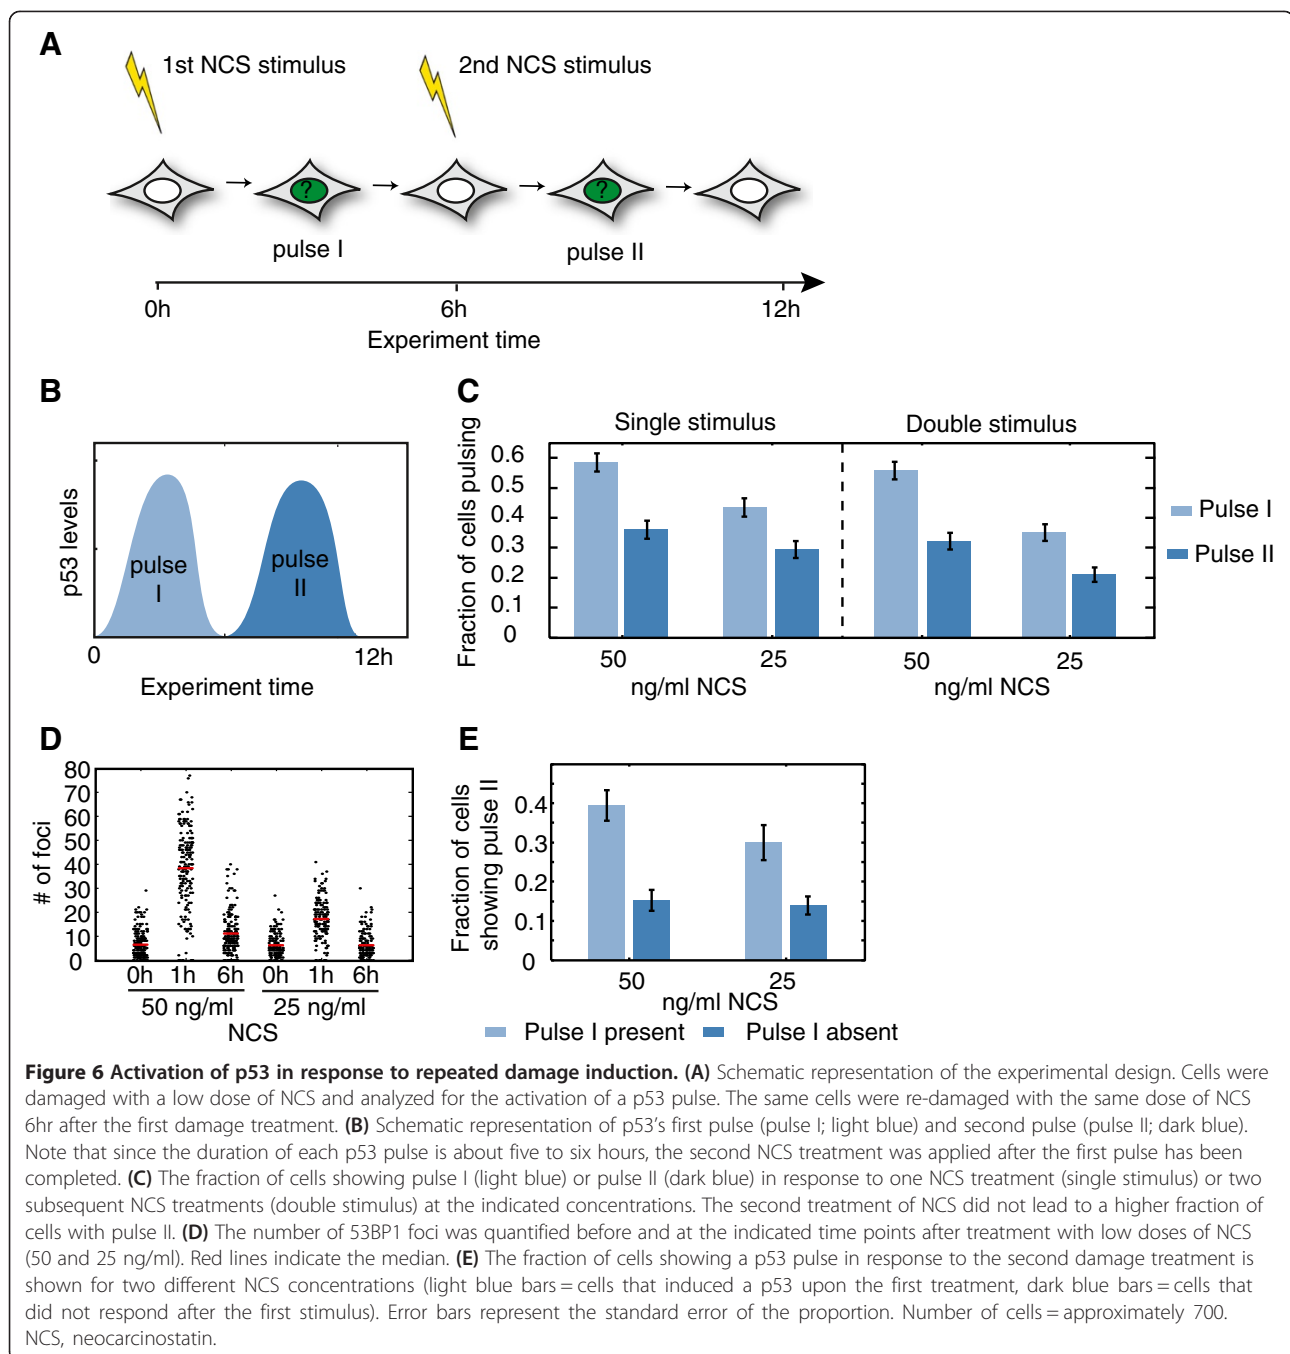 A
1st NCS stimulus
2nd NCS stimulus
? ?
pulse I
pulse II
0h 6h 12h
Experiment time
B
p53 levels
pulse
I
pulse
II
0 12h
Experiment time
C
Fraction of cells pulsing
Single stimulus Double stimulus
0.6
0.5
0.4
0.3
0.2
0.1
0
50 25 50 25
ng/ml NCS ng/ml NCS
Pulse I
Pulse II
D
# of foci
80
70
60
50
40
30
20
10
0
0h 1h 6h 0h 1h 6h
50 ng/ml 25 ng/ml
NCS
E
Fraction of cells
showing pulse II
0.4
0.3
0.2
0.1
0
50 25
ng/ml NCS
Pulse I present Pulse I absent
Figure 6 Activation of p53 in response to repeated damage induction. (A) Schematic representation of the experimental design. Cells were
damaged with a low dose of NCS and analyzed for the activation of a p53 pulse. The same cells were re-damaged with the same dose of NCS
6hr after the first damage treatment. (B) Schematic representation of p53's first pulse (pulse I; light blue) and second pulse (pulse II; dark blue).
Note that since the duration of each p53 pulse is about five to six hours, the second NCS treatment was applied after the first pulse has been
completed. (C) The fraction of cells showing pulse I (light blue) or pulse II (dark blue) in response to one NCS treatment (single stimulus) or two
subsequent NCS treatments (double stimulus) at the indicated concentrations. The second treatment of NCS did not lead to a higher fraction of
cells with pulse II. (D) The number of 53BP1 foci was quantified before and at the indicated time points after treatment with low doses of NCS
(50 and 25 ng/ml). Red lines indicate the median. (E) The fraction of cells showing a p53 pulse in response to the second damage treatment is
shown for two different NCS concentrations (light blue bars = cells that induced a p53 upon the first treatment, dark blue bars = cells that
did not respond after the first stimulus). Error bars represent the standard error of the proportion. Number of cells = approximately 700.
NCS, neocarcinostatin.